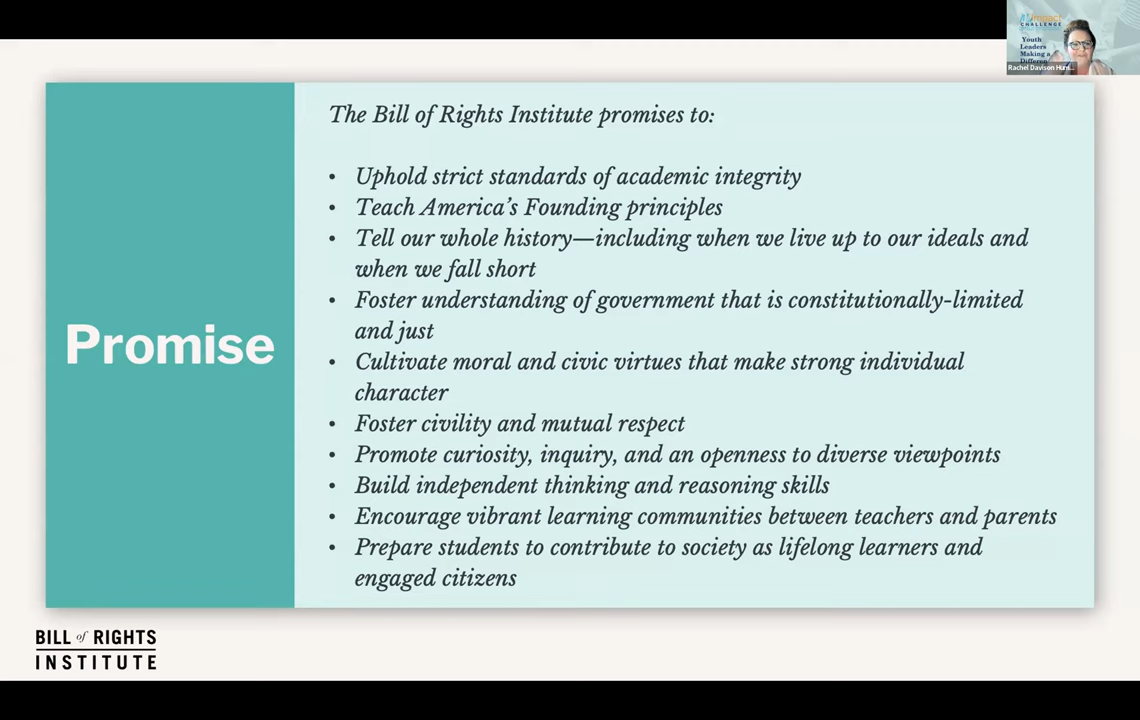 My Impact
CHALLENGE
Youth
Leaders
Making a
Differen
Rachel Davison Hum...
The Bill of Rights Institute promises to:
• Uphold strict standards of academic integrity
• Teach America’s Founding principles
• Tell our whole history—including when we live up to our ideals and
when we fall short
• Foster understanding of government that is constitutionally-limited
and just
Promise
• Cultivate moral and civic virtues that make strong individual
character
• Foster civility and mutual respect
• Promote curiosity, inquiry, and an openness to diverse viewpoints
• Build independent thinking and reasoning skills
• Encourage vibrant learning communities between teachers and parents
• Prepare students to contribute to society as lifelong learners and
engaged citizens
BILL of RIGHTS
INSTITUTE